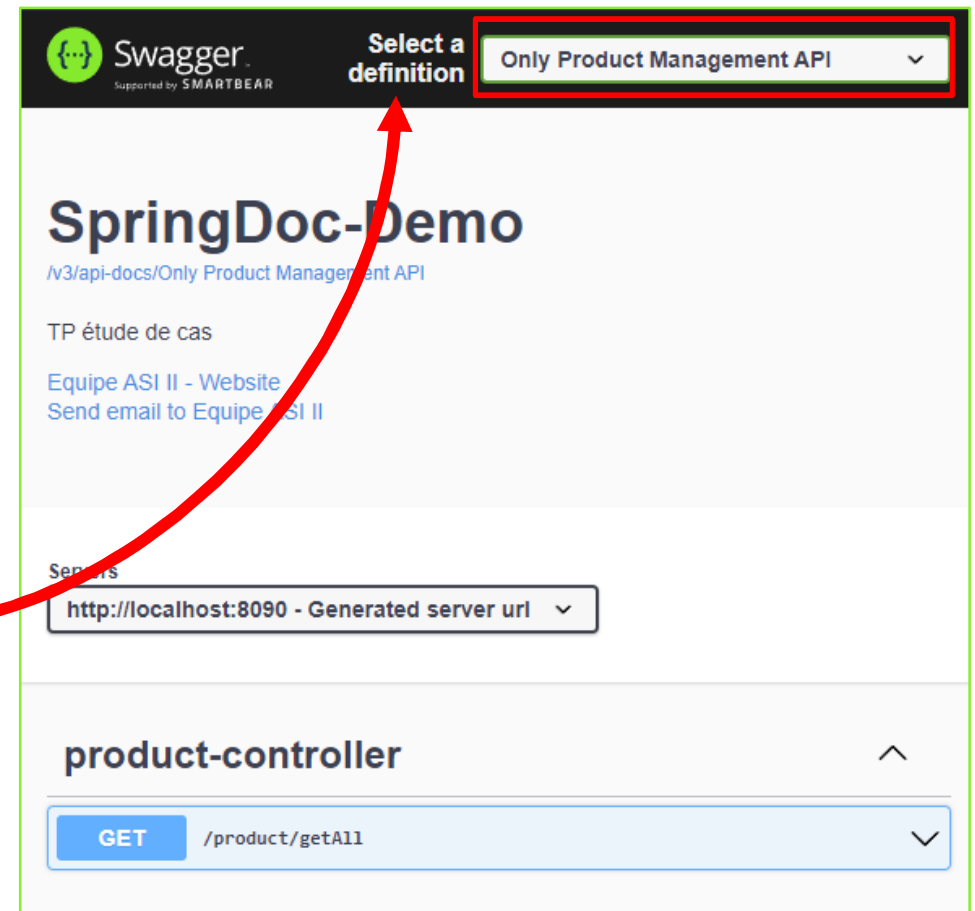 Swagger.
Supported by SMARTBEAR
Select a
definition
Only Product Management API
SpringDoc-Demo
/v3/api-docs/Only Product Management API
TP étude de cas
Equipe ASI II - Website
Send email to Equipe ASI II
Servers
http://localhost:8090 - Generated server url
product-controller
GET /product/getAll